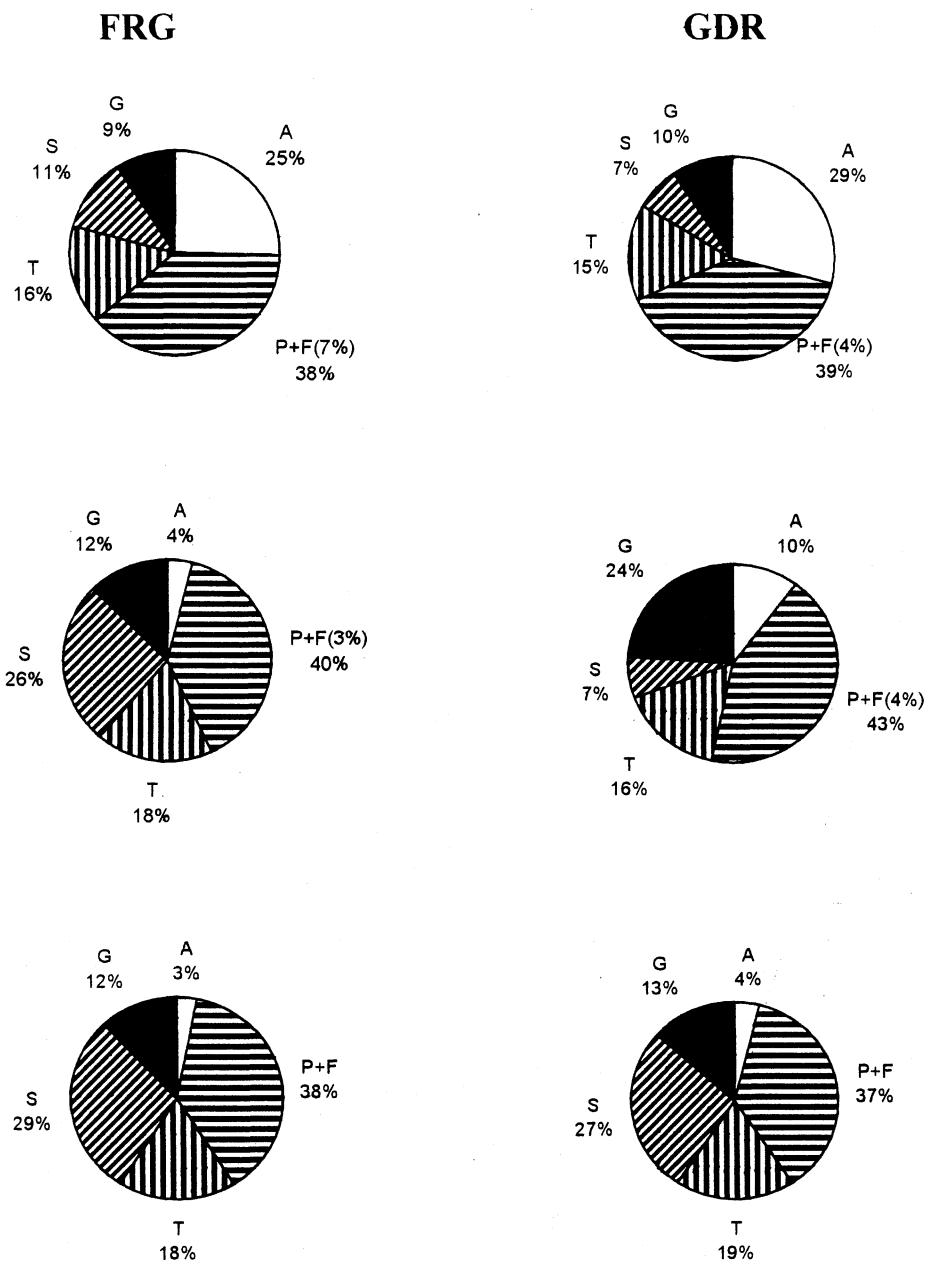 FRG
GDR
G
9%
A
25%
S
11%
T
16%
P+F(7%)
38%
G
10%
A
29%
S
7%
T
15%
P+F(4%)
39%
G
12%
A
4%
P+F(3%)
40%
S
26%
T
18%
A
10%
G
24%
S
7%
P+F(4%)
43%
T
16%
G
12%
A
3%
P+F
38%
S
29%
T
18%
G
13%
A
4%
P+F
37%
S
27%
T
19%